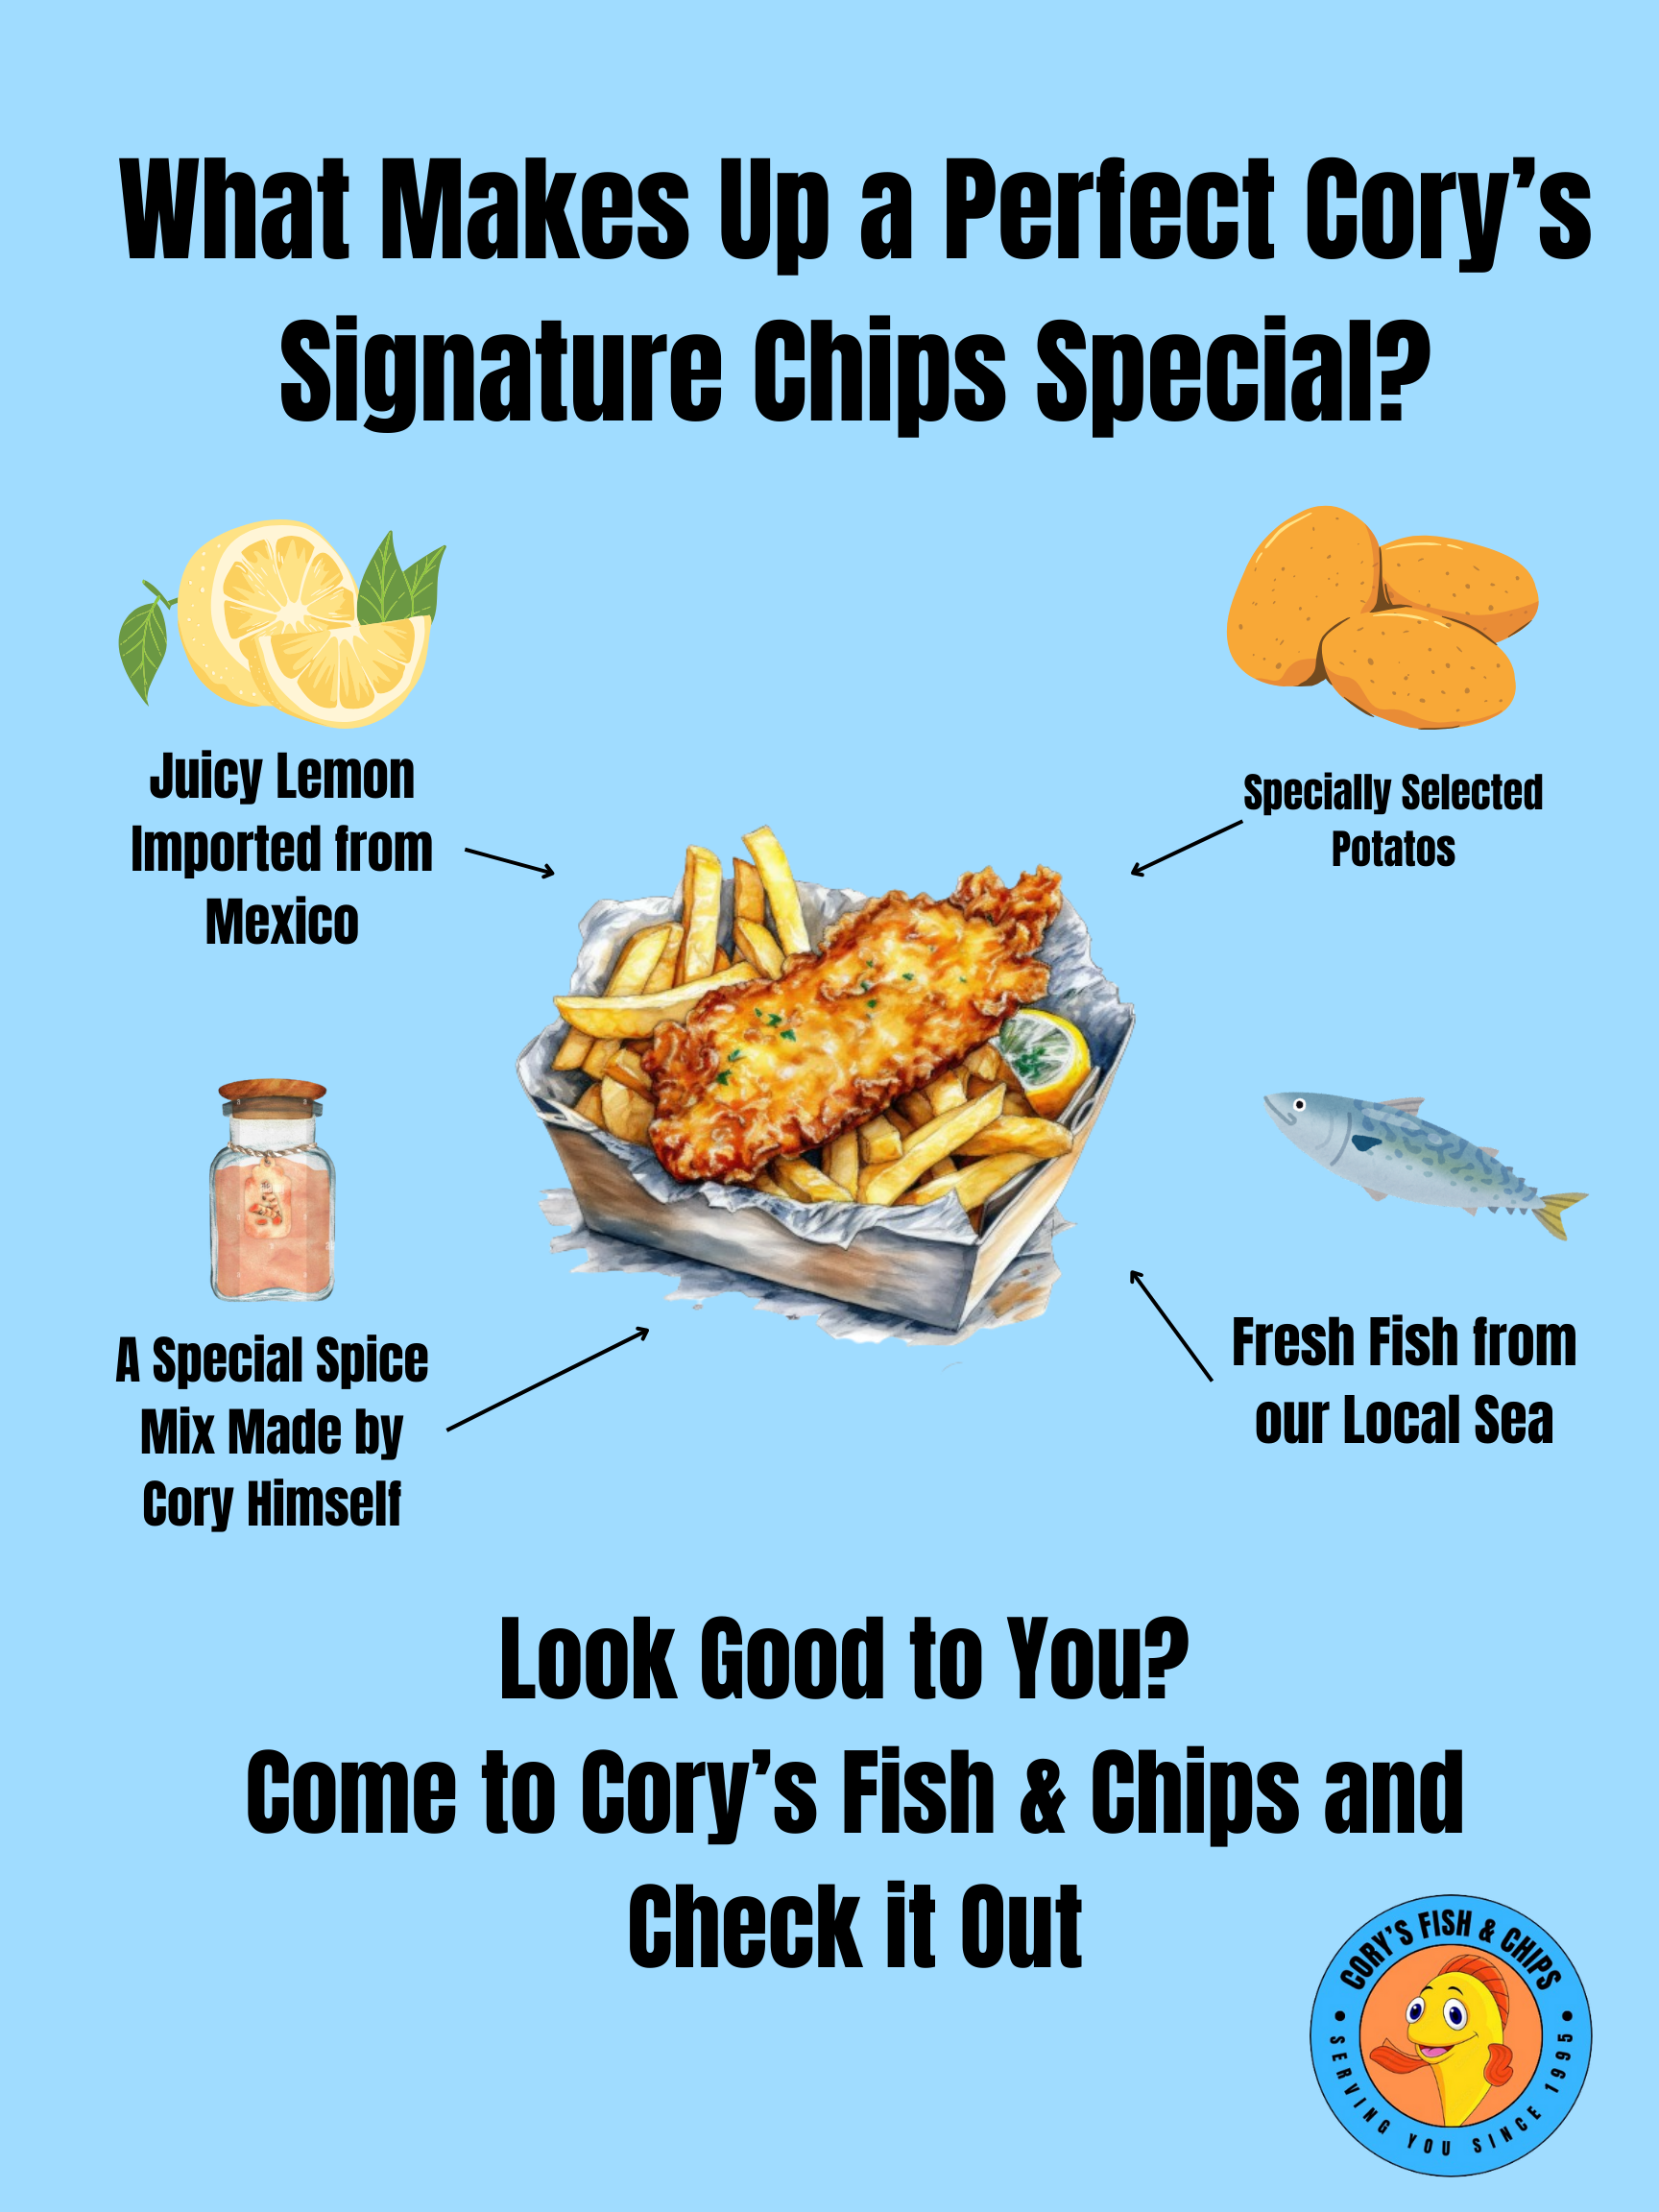 What Makes Up a Perfect Cory’s
Signature Chips Special?
Juicy Lemon
Imported from
Mexico
Specially Selected
Potatos
A Special Spice
Mix Made by
Cory Himself
Fresh Fish from
our Local Sea
Look Good to You?
Come to Cory’s Fish & Chips and
Check it Out
CORY’S FISH & CHIPS
SERVING YOU SINCE 1995